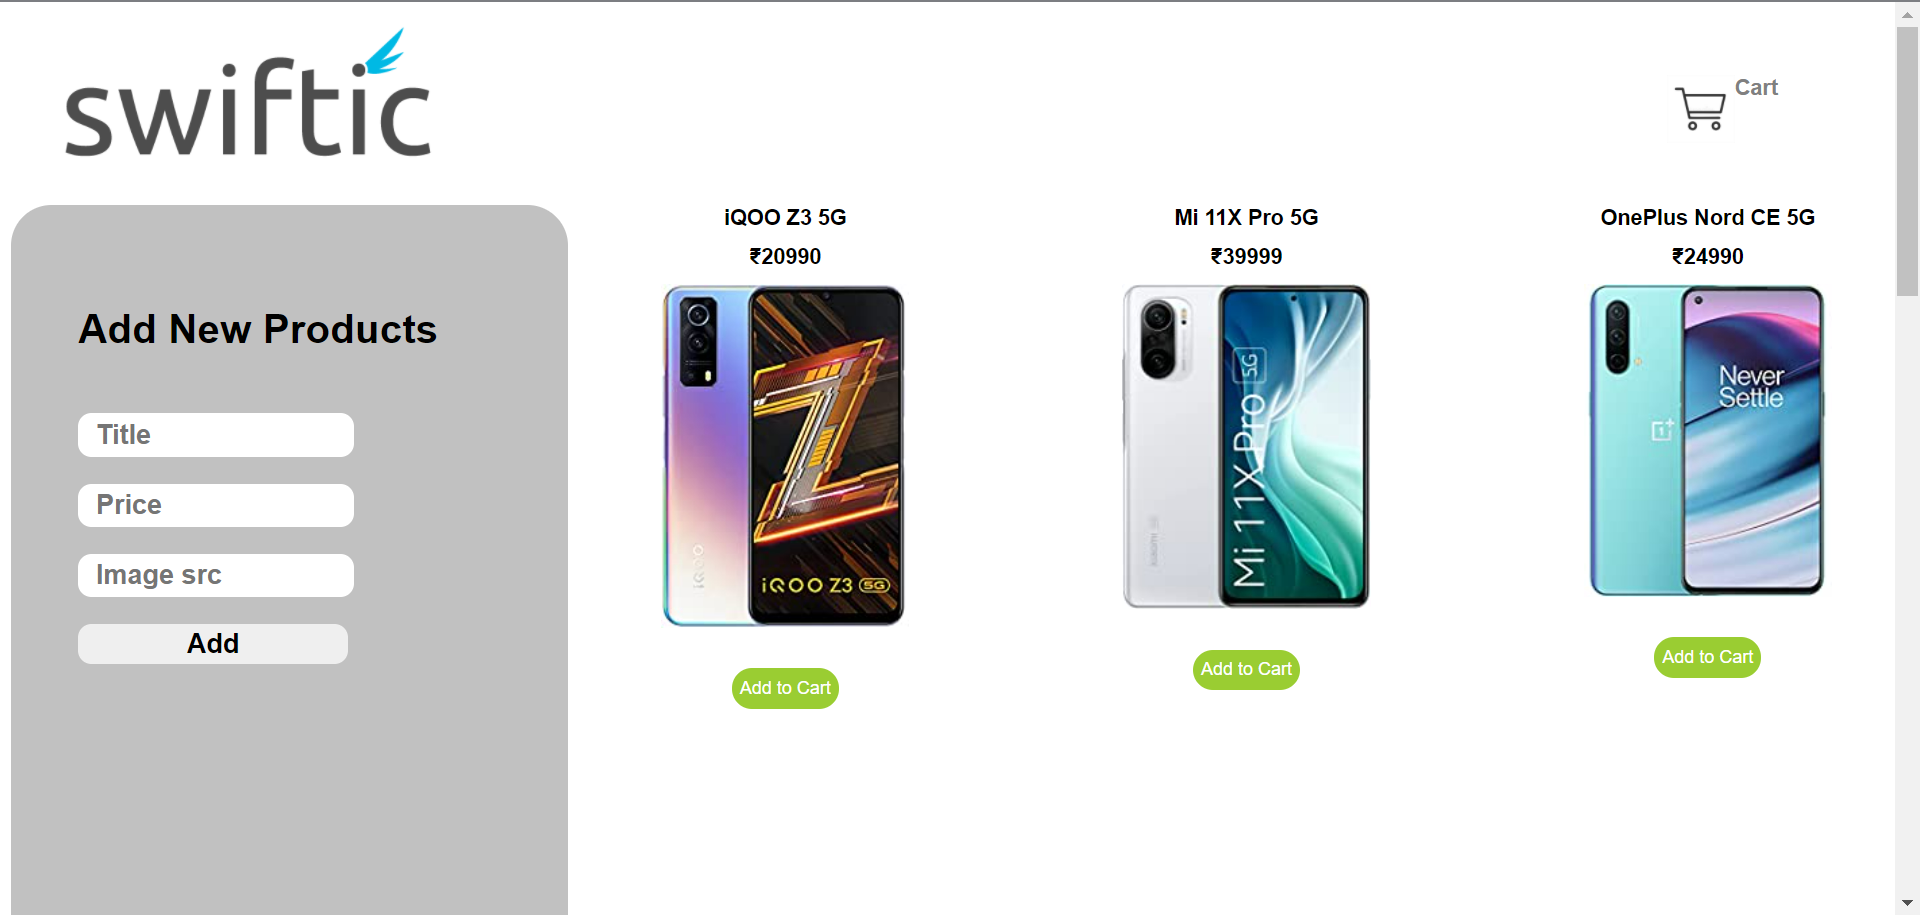 swiftic
Cart
Add New Products
Title
Price
Image src
Add
iQOO Z3 5G
₹20990
iQOO
iQOO Z3 5G
Add to Cart
Mi 11X Pro 5G
₹39999
Mi 11X Pro 5G
Add to Cart
OnePlus Nord CE 5G
₹24990
Never
Settle
Add to Cart